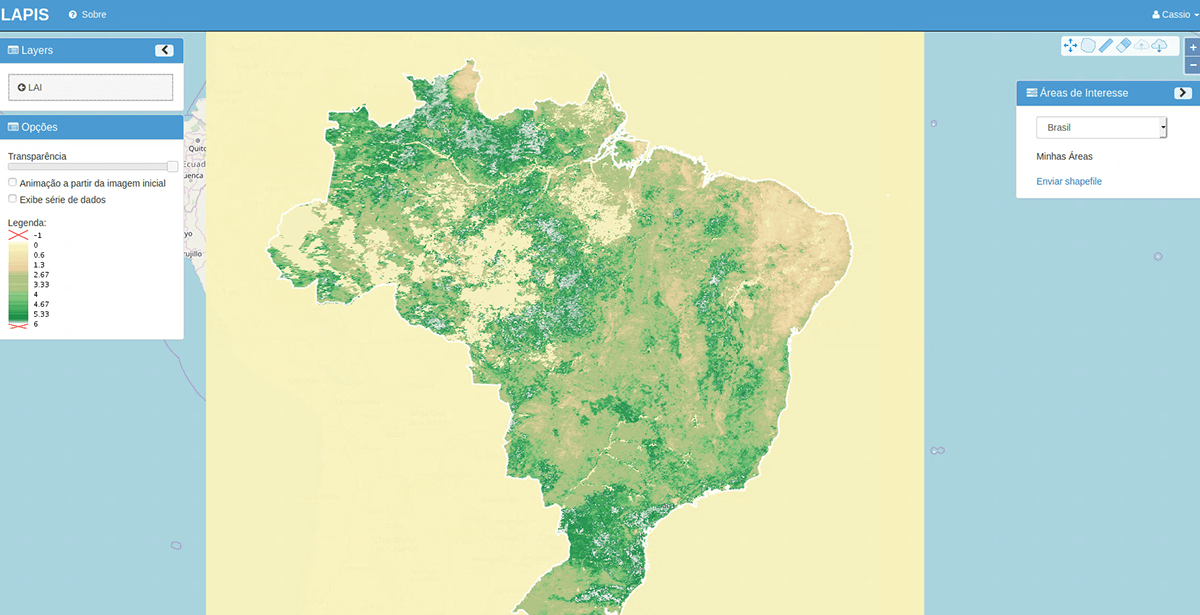 LAPIS
Sobre
Cassio
Layers
LAI
Opções
Transparência
Animação a partir da imagem inicial
Exibe série de dados
Legenda:
-1
0
0.6
1.3
2.67
3.33
4
4.67
5.33
6
Quito
Ecuad
uenca
yo
rujillo
+
−
Áreas de Interesse
Brasil
Minhas Áreas
Enviar shapefile